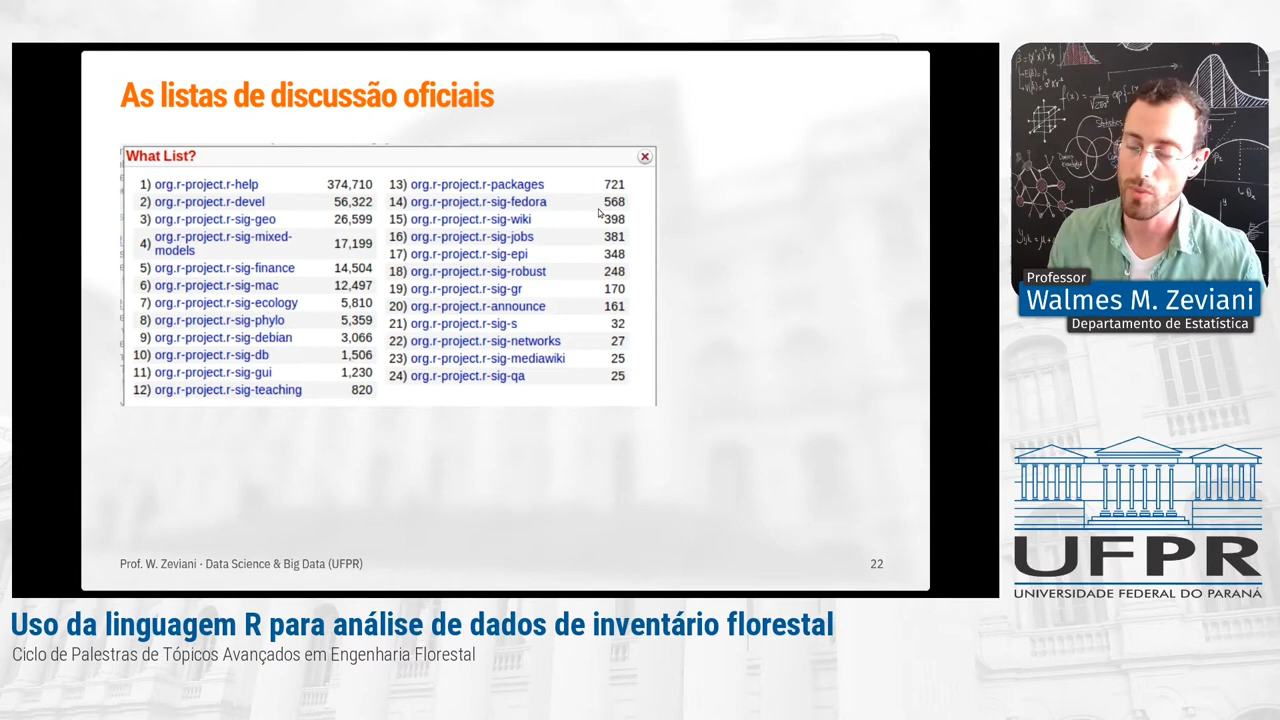 As listas de discussão oficiais
What List?
1) org.r-project.r-help 374,710
2) org.r-project.r-devel 56,322
3) org.r-project.r-sig-geo 26,599
4) org.r-project.r-sig-mixed-
models 17,199
5) org.r-project.r-sig-finance 14,504
6) org.r-project.r-sig-mac 12,497
7) org.r-project.r-sig-ecology 5,810
8) org.r-project.r-sig-phylo 5,359
9) org.r-project.r-sig-debian 3,066
10) org.r-project.r-sig-db 1,506
11) org.r-project.r-sig-gui 1,230
12) org.r-project.r-sig-teaching 820
13) org.r-project.r-packages 721
14) org.r-project.r-sig-fedora 568
15) org.r-project.r-sig-wiki 398
16) org.r-project.r-sig-jobs 381
17) org.r-project.r-sig-epi 348
18) org.r-project.r-sig-robust 248
19) org.r-project.r-sig-gr 170
20) org.r-project.r-announce 161
21) org.r-project.r-sig-s 32
22) org.r-project.r-sig-networks 27
23) org.r-project.r-sig-mediawiki 25
24) org.r-project.r-sig-qa 25
Prof. W. Zeviani - Data Science & Big Data (UFPR)
22
Professor
Walmes M. Zeviani
Departamento de Estatística
UFPR
UNIVERSIDADE FEDERAL DO PARANÁ
Uso da linguagem R para análise de dados de inventário florestal
Ciclo de Palestras de Tópicos Avançados em Engenharia Florestal